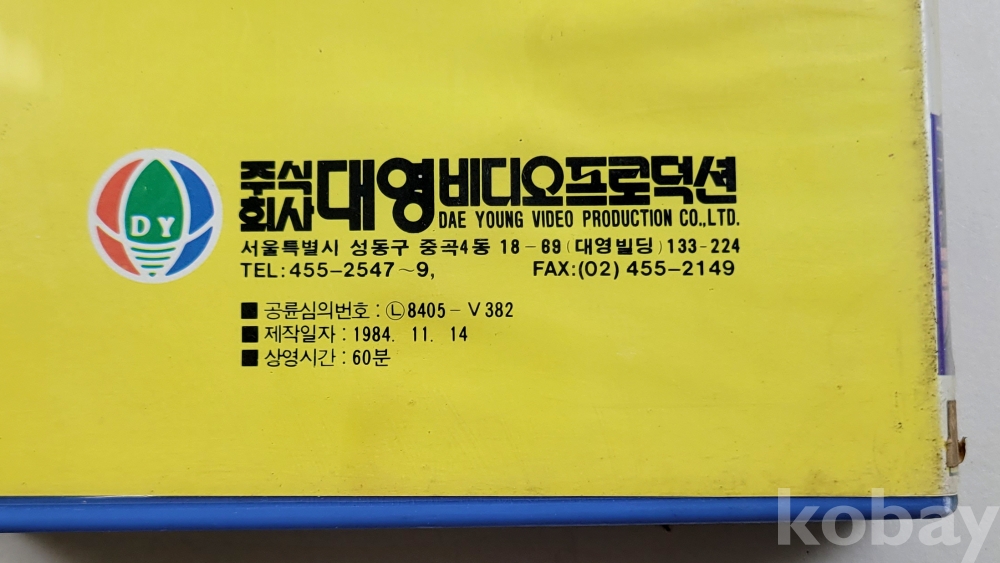 DY
주식회사 대영비디오프로덕션
DAE YOUNG VIDEO PRODUCTION CO.,LTD.
서울특별시 성동구 중곡4동 18-69 (대영빌딩) 133-224
TEL:455-2547~9, FAX:(02) 455-2149
■ 공륜심의번호 : Ⓛ8405-V382
■ 제작일자 : 1984. 11. 14
■ 상영시간 : 60분
kobay